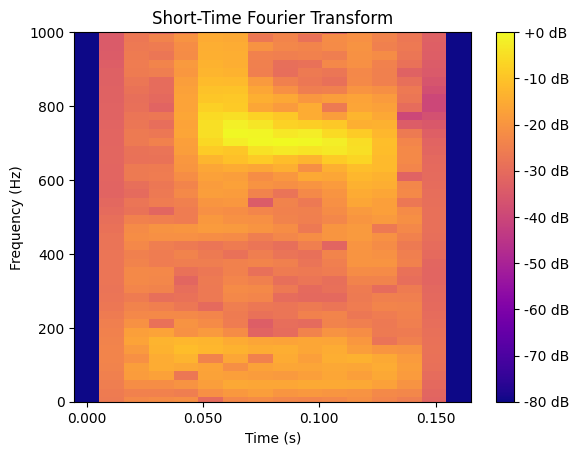 Short-Time Fourier Transform
1000
800
600
400
200
0
Frequency (Hz)
0.000
0.050
0.100
0.150
Time (s)
+0 dB
-10 dB
-20 dB
-30 dB
-40 dB
-50 dB
-60 dB
-70 dB
-80 dB